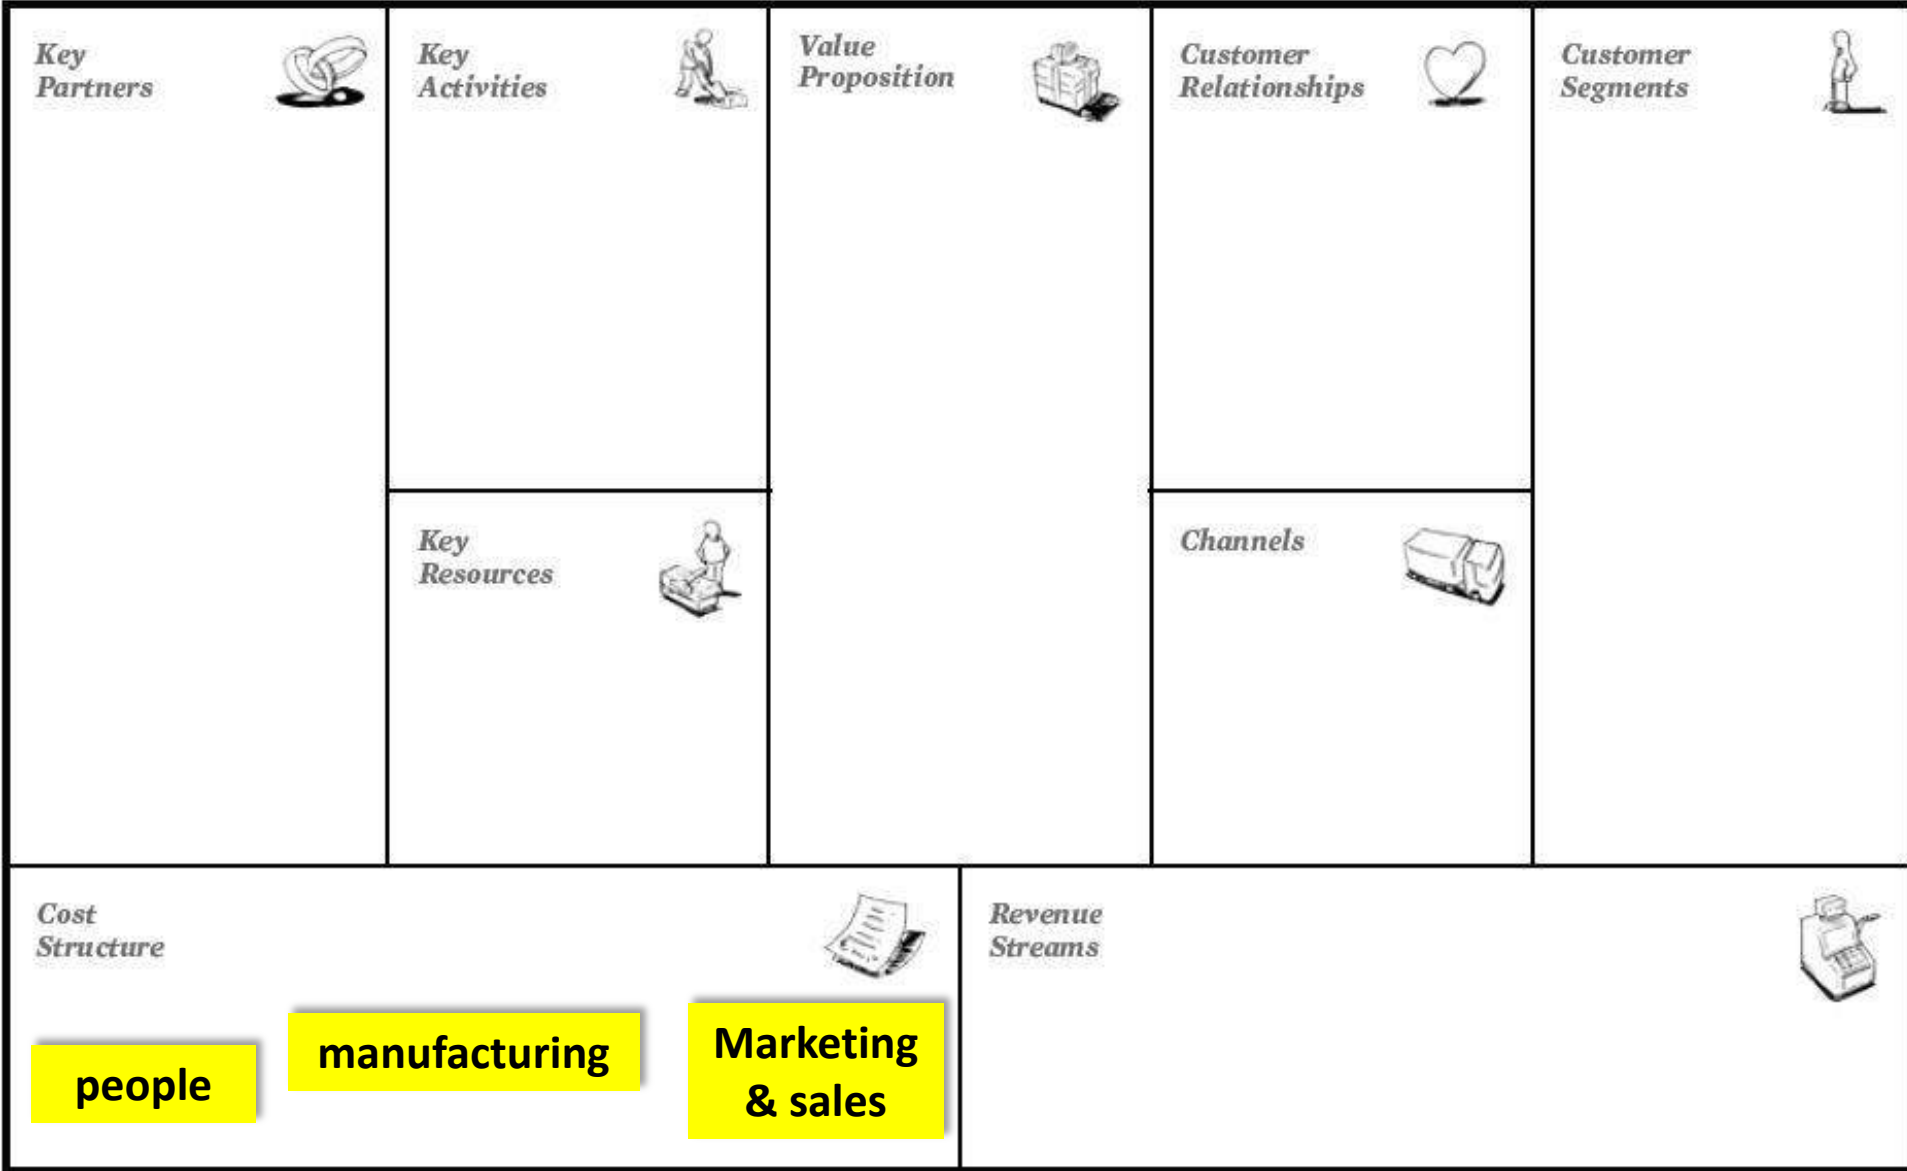 Key
Partners
Key
Activities
Value
Proposition
Customer
Relationships
Customer
Segments
Key
Resources
Channels
Cost
Structure
Revenue
Streams
people
manufacturing
Marketing
& sales